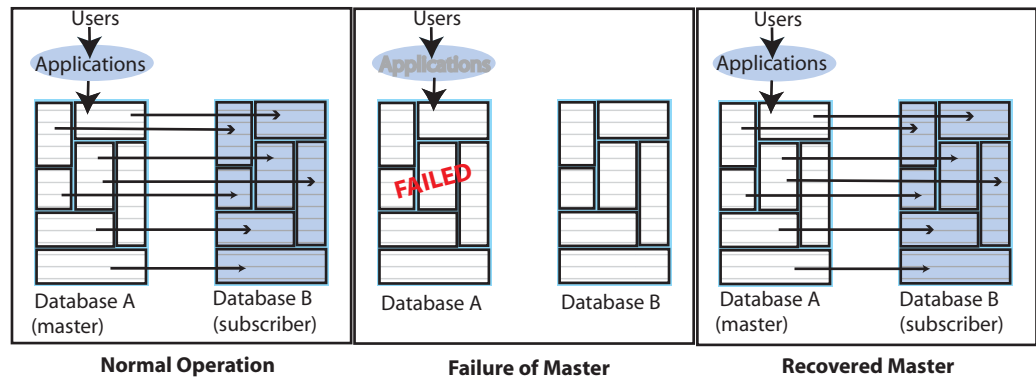 Users
Applications
Database A
(master)
Database B
(subscriber)
Normal Operation
Users
Applications
FAILED
Database A
Database B
Failure of Master
Users
Applications
Database A
(master)
Database B
(subscriber)
Recovered Master